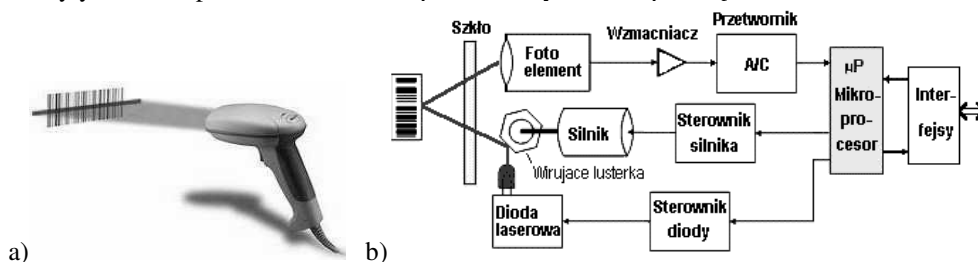 Szkło
Foto
element
Wzmacniacz
Przetwornik
A/C
µP
Mikro-
pro-
cesor
Inter-
fejsy
Silnik
Sterownik
silnika
Wirujace lusterka
Dioda
laserowa
Sterownik
diody
a)
b)